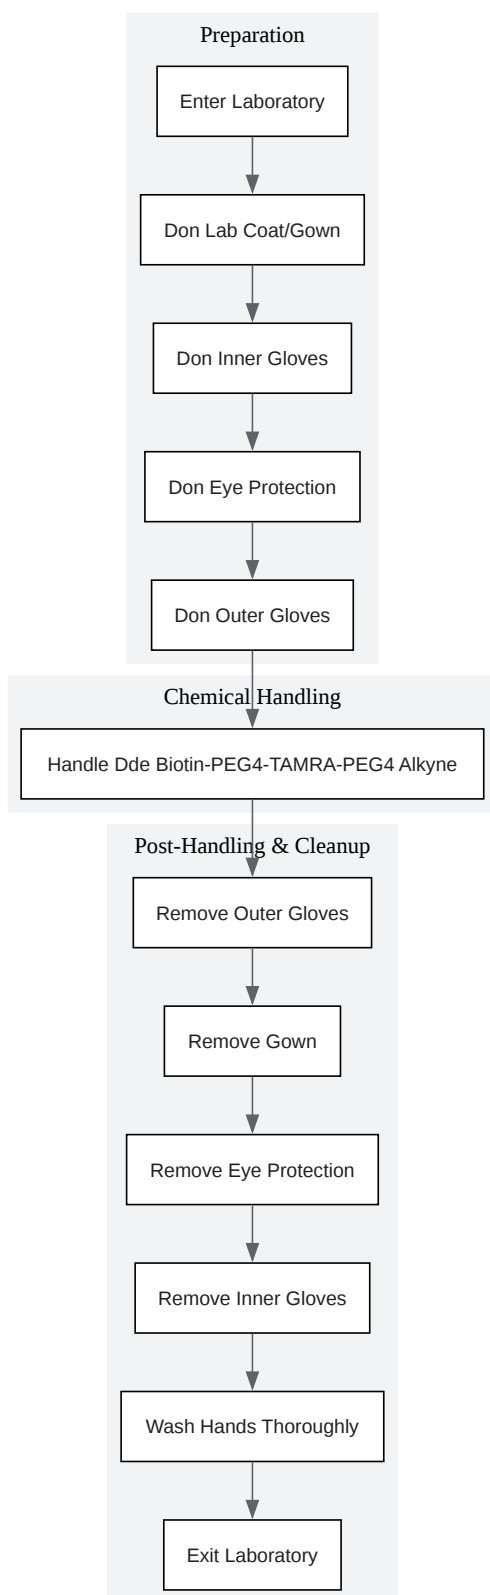 Preparation
Enter Laboratory
Don Lab Coat/Gown
Don Inner Gloves
Don Eye Protection
Don Outer Gloves
Chemical Handling
Handle Dde Biotin-PEG4-TAMRA-PEG4 Alkyne
Post-Handling & Cleanup
Remove Outer Gloves
Remove Gown
Remove Eye Protection
Remove Inner Gloves
Wash Hands Thoroughly
Exit Laboratory